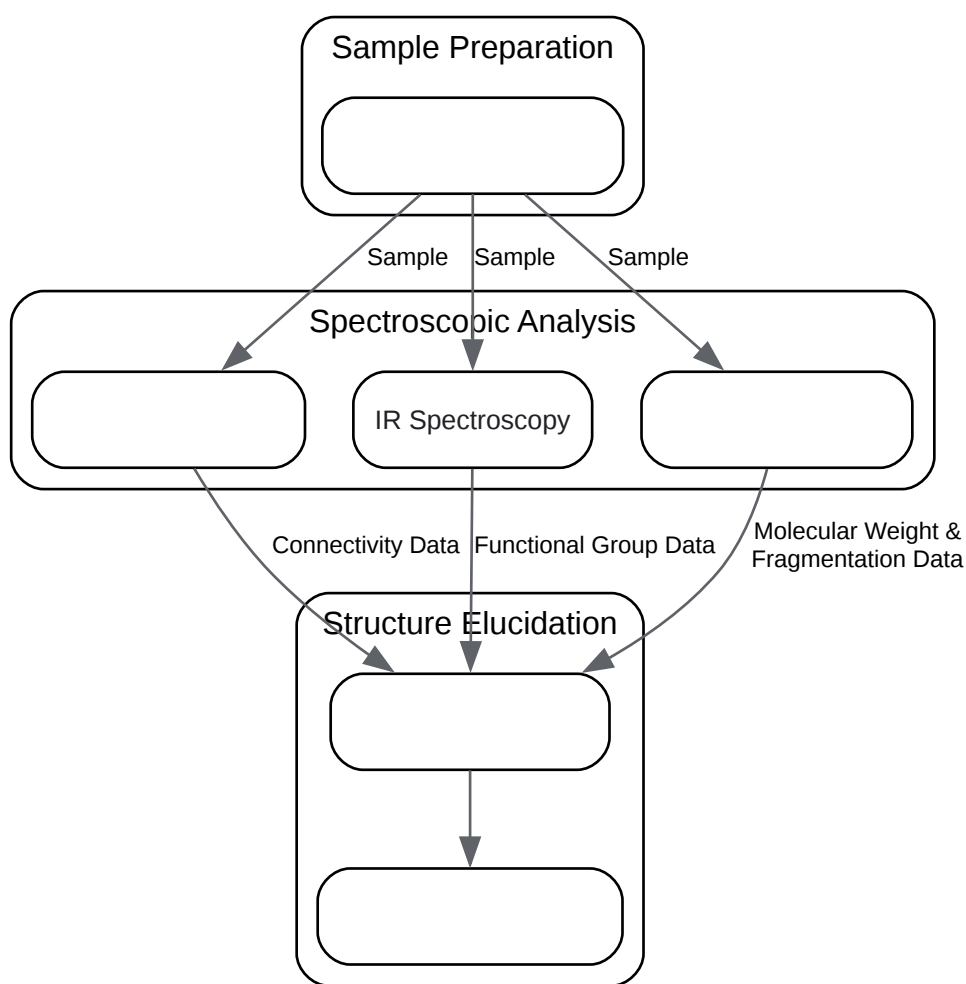 Sample Preparation
Sample
Sample
Sample
Spectroscopic Analysis
IR Spectroscopy
Connectivity Data
Functional Group Data
Molecular Weight &
Fragmentation Data
Structure Elucidation